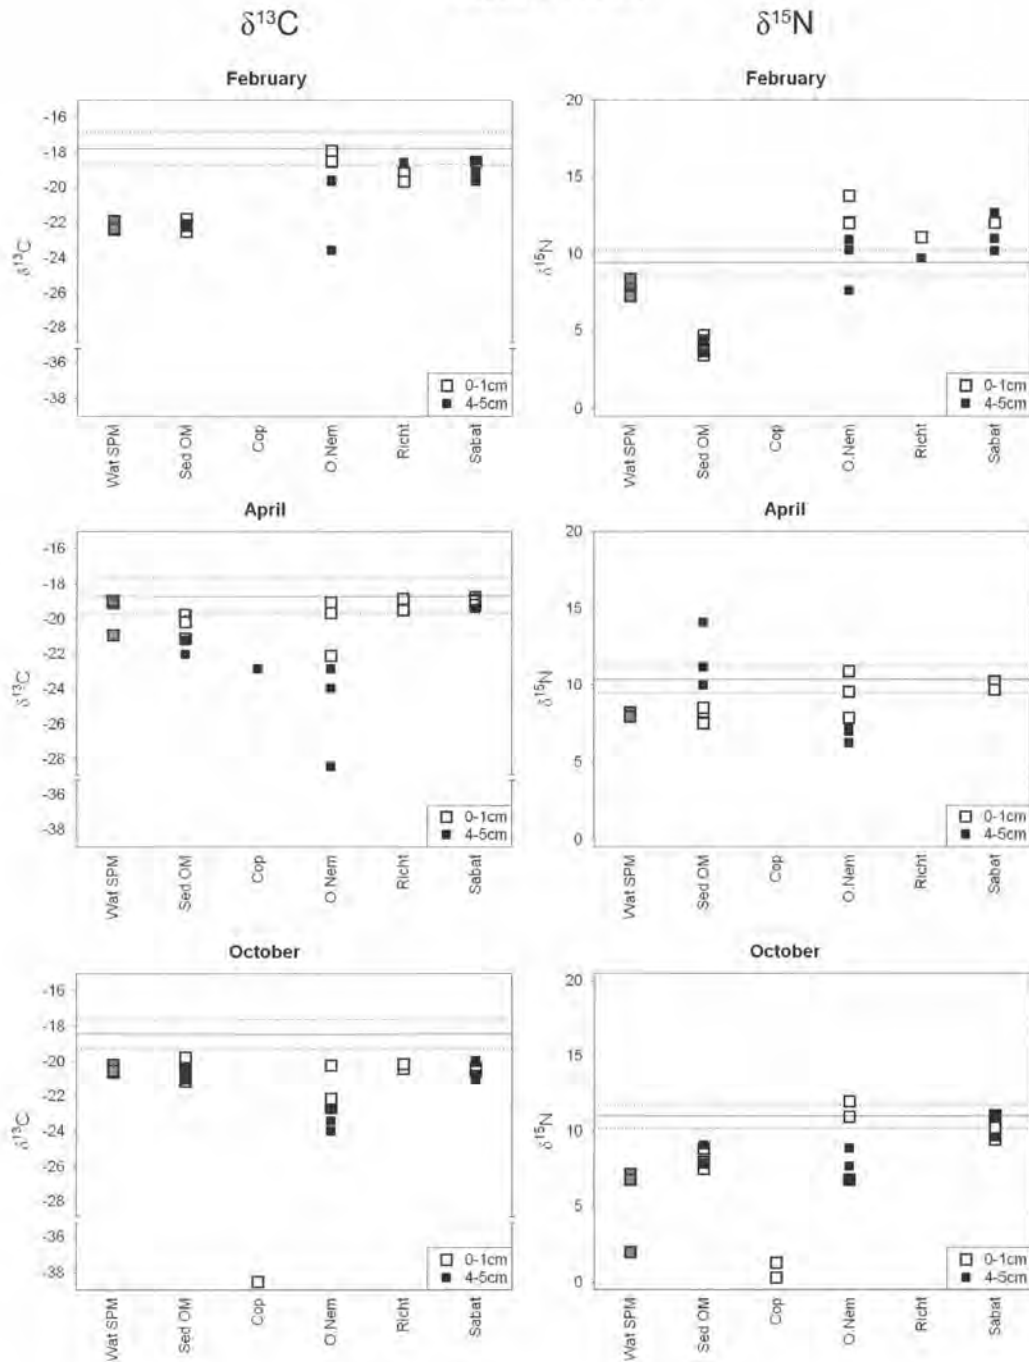 δ13C
δ15N
February
-16
-18
-20
-22
-24
-26
-28
-36
-38
δ13C
0-1cm
4-5cm
Wat SPM
Sed OM
Cop
O.Nem
Richt
Sabat
February
20
15
10
5
0
δ15N
0-1cm
4-5cm
Wat SPM
Sed OM
Cop
O.Nem
Richt
Sabat
April
-16
-18
-20
-22
-24
-26
-28
-36
-38
δ13C
0-1cm
4-5cm
Wat SPM
Sed OM
Cop
O.Nem
Richt
Sabat
April
20
15
10
5
0
δ15N
0-1cm
4-5cm
Wat SPM
Sed OM
Cop
O.Nem
Richt
Sabat
October
-16
-18
-20
-22
-24
-26
-28
-36
-38
δ13C
0-1cm
4-5cm
Wat SPM
Sed OM
Cop
O.Nem
Richt
Sabat
October
20
15
10
5
0
δ15N
0-1cm
4-5cm
Wat SPM
Sed OM
Cop
O.Nem
Richt
Sabat